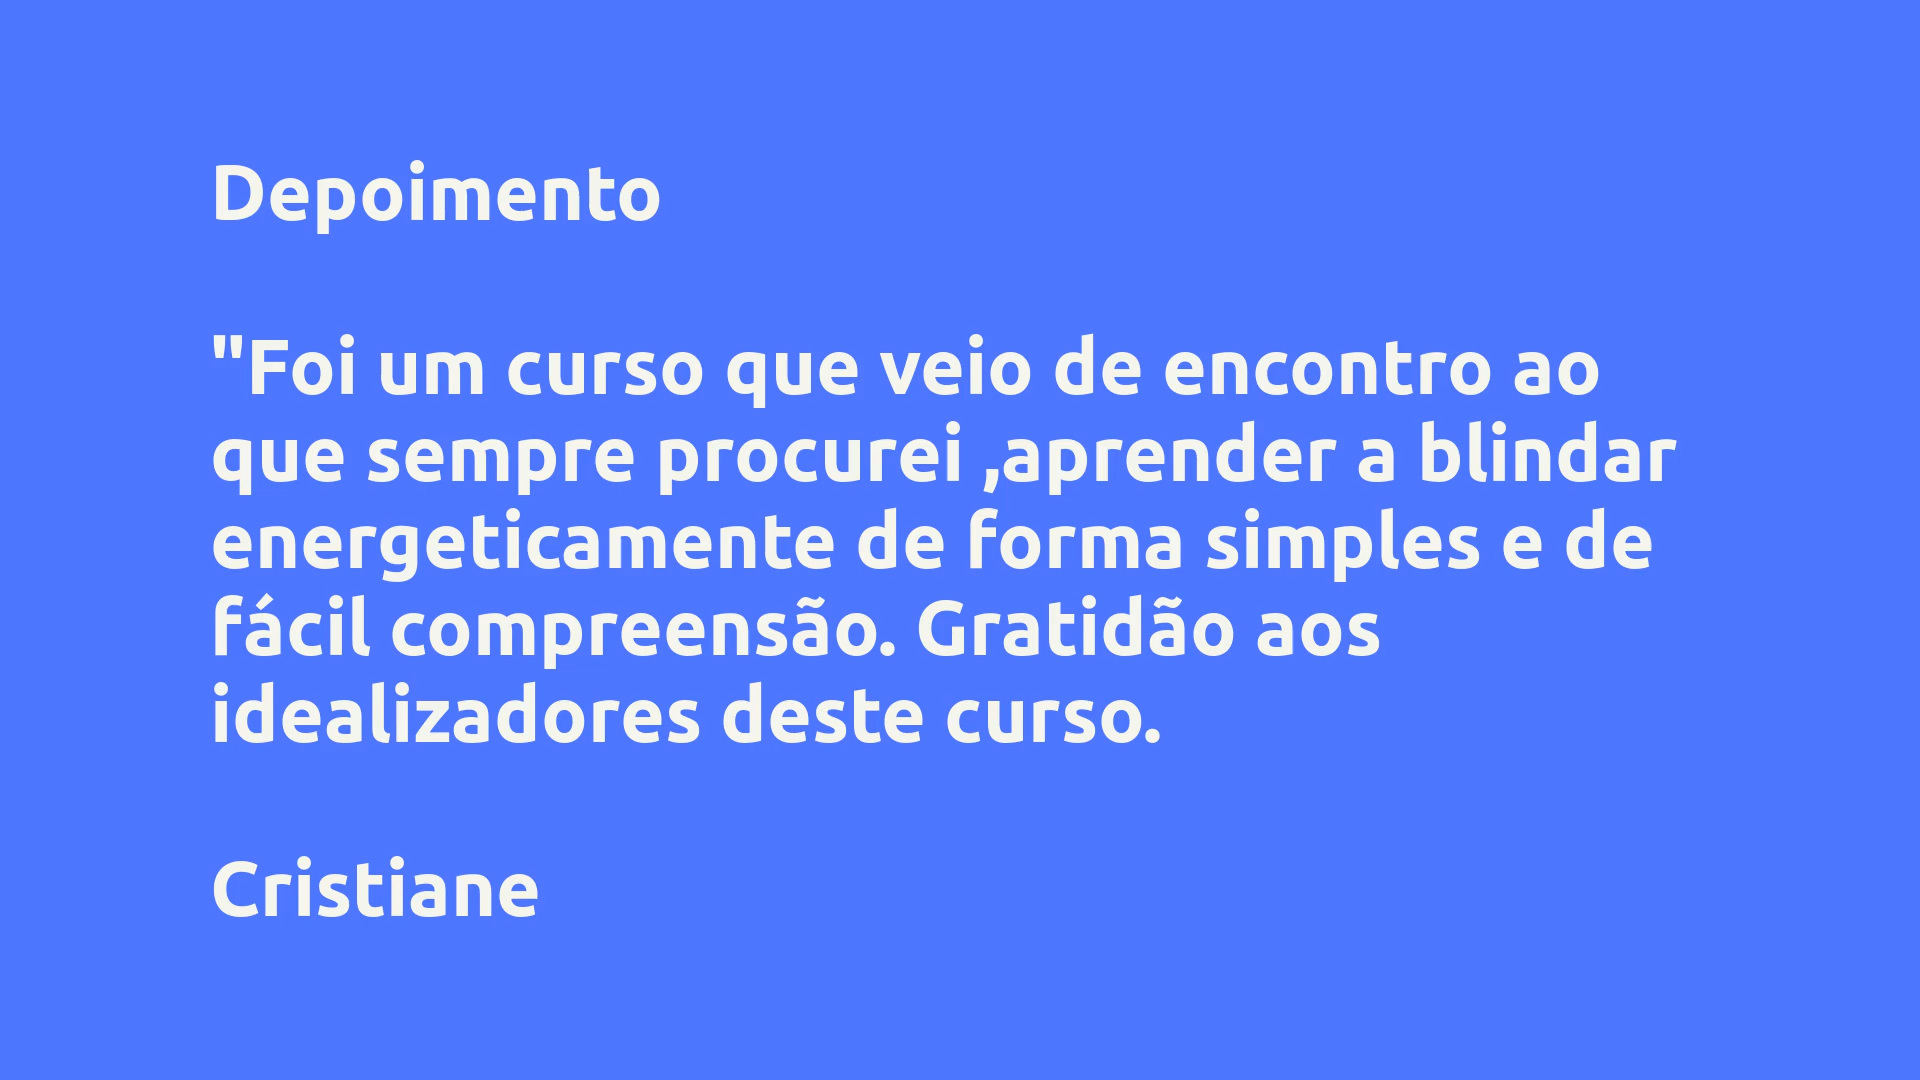 Depoimento
"Foi um curso que veio de encontro ao
que sempre procurei ,aprender a blindar
energeticamente de forma simples e de
fácil compreensão. Gratidão aos
idealizadores deste curso.
Cristiane